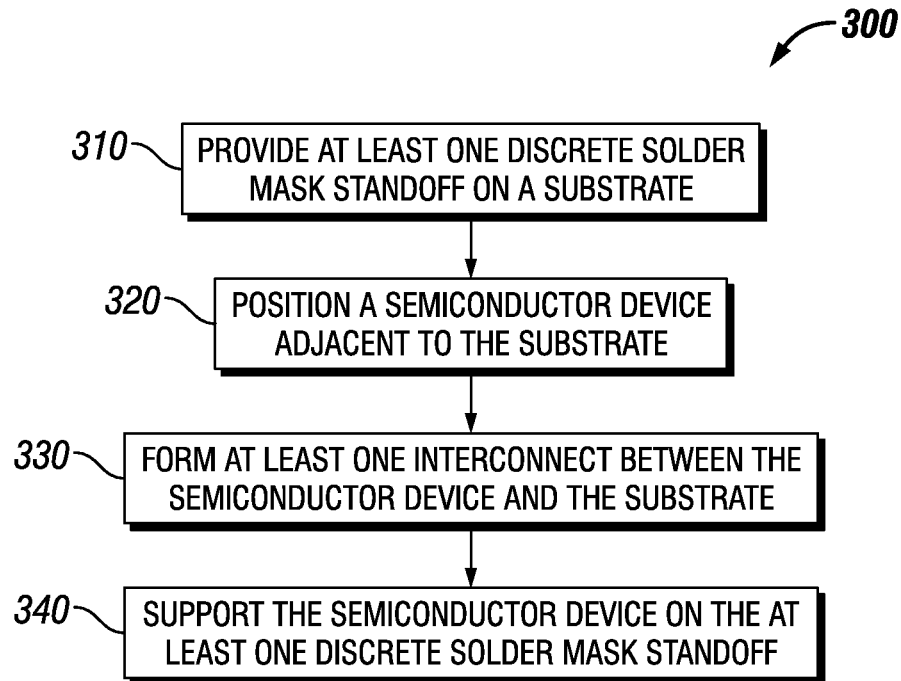 300
310
PROVIDE AT LEAST ONE DISCRETE SOLDER
MASK STANDOFF ON A SUBSTRATE
320
POSITION A SEMICONDUCTOR DEVICE
ADJACENT TO THE SUBSTRATE
330
FORM AT LEAST ONE INTERCONNECT BETWEEN THE
SEMICONDUCTOR DEVICE AND THE SUBSTRATE
340
SUPPORT THE SEMICONDUCTOR DEVICE ON THE AT
LEAST ONE DISCRETE SOLDER MASK STANDOFF